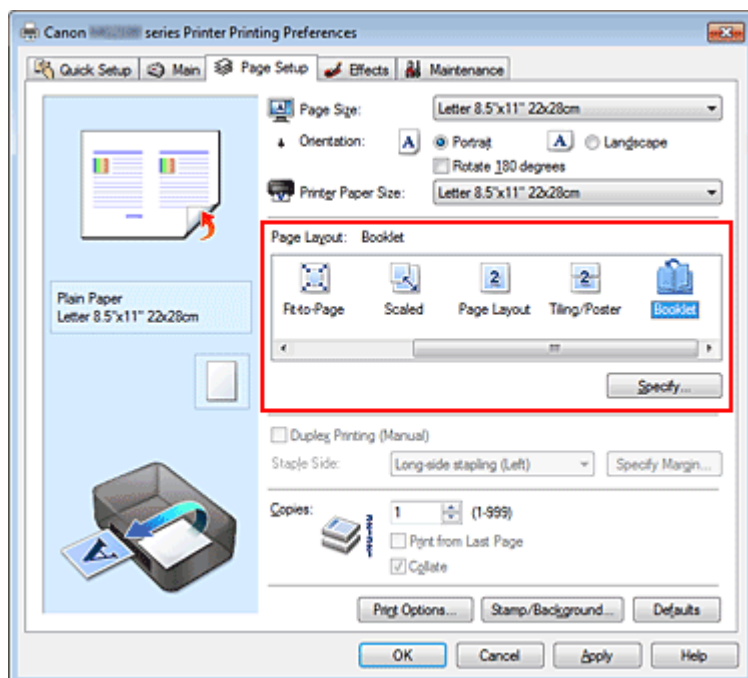 Canon series Printer Printing Preferences
Quick Setup Main Page Setup Effects Maintenance
Page Size: Letter 8.5"x11" 22x28cm
Orientation: A Portrait A Landscape
Rotate 180 degrees
Printer Paper Size: Letter 8.5"x11" 22x28cm
Page Layout: Booklet
2 2
Fit-to-Page Scaled Page Layout Tiling/Poster Booklet
Plain Paper
Letter 8.5"x11" 22x28cm
Specify...
Duplex Printing (Manual)
Staple Side: Long-side stapling (Left) Specify Margin...
Copies: 1 (1-999)
Print from Last Page
Collate
A
Print Options... Stamp/Background... Defaults
OK Cancel Apply Help